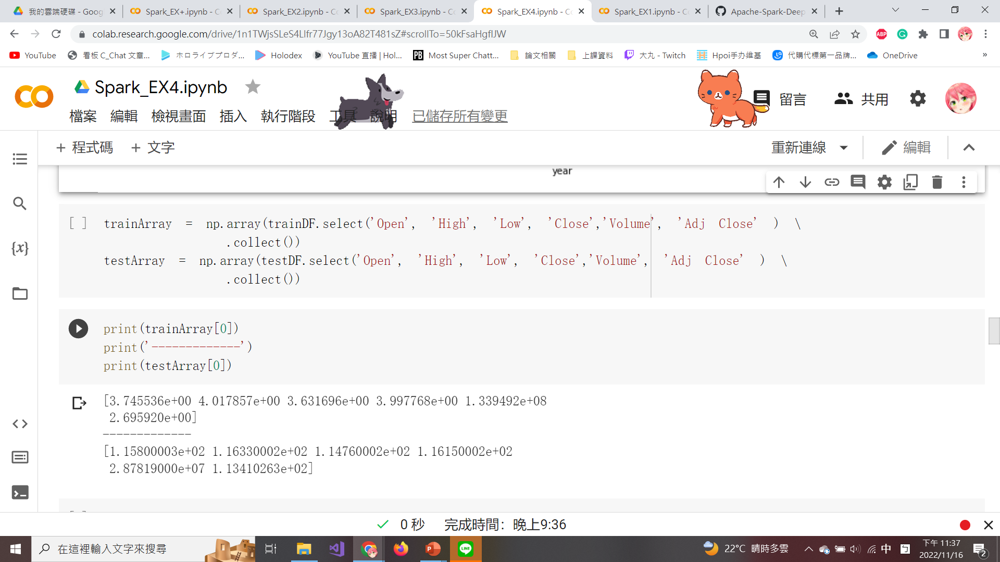 我的雲端硬碟 - Goog
Spark_EX+.ipynb - Co
Spark_EX2.ipynb - Co
Spark_EX3.ipynb - Co
Spark_EX4.ipynb - Co
Spark_EX1.ipynb - Co
Apache-Spark-Deep
colab.research.google.com/drive/1n1TWjsSLeS4Llfr77Jgy13oA82T481sZ#scrollTo=50kFsaHgfIJW
YouTube
看板 C_Chat 文章...
ホロライブプロダ...
Holodex
YouTube 直播 | Hol...
Most Super Chatt...
論文相關
上課資料
大丸 - Twitch
Hpoi手办维基
代購代標第一品牌...
OneDrive
Spark_EX4.ipynb
檔案 編輯 檢視畫面 插入 執行階段 工具 說明 已儲存所有變更
留言
共用
+ 程式碼 + 文字
重新連線
編輯
year
[ ] trainArray = np.array(trainDF.select('Open', 'High', 'Low', 'Close','Volume', 'Adj Close' ) \
.collect())
testArray = np.array(testDF.select('Open', 'High', 'Low', 'Close','Volume', 'Adj Close' ) \
.collect())
print(trainArray[0])
print('-------------')
print(testArray[0])
[3.745536e+00 4.017857e+00 3.631696e+00 3.997768e+00 1.339492e+08
2.695920e+00]
-------------
[1.15800003e+02 1.16330002e+02 1.14760002e+02 1.16150002e+02
2.87819000e+07 1.13410263e+02]
0 秒 完成時間: 晚上9:36
在這裡輸入文字來搜尋
22°C 晴時多雲
中
下午 11:37
2022/11/16
2